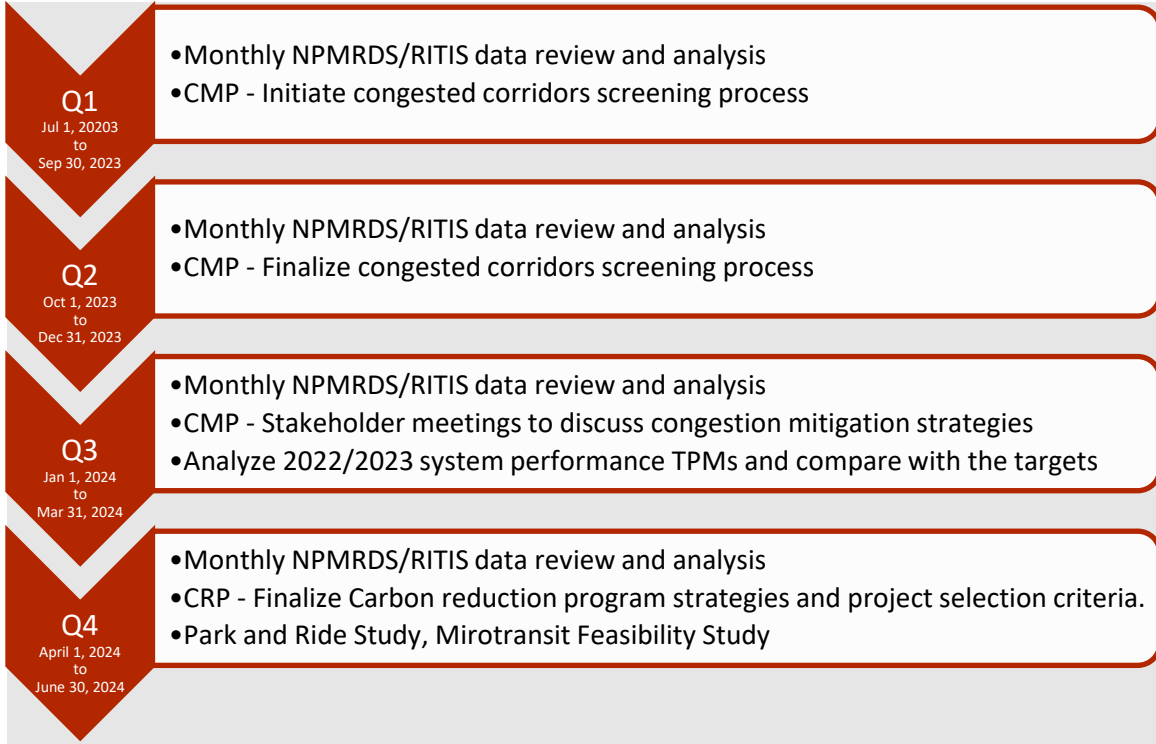 Q1
Jul 1, 20203
to
Sep 30, 2023
•Monthly NPMRDS/RITIS data review and analysis
•CMP - Initiate congested corridors screening process
Q2
Oct 1, 2023
to
Dec 31, 2023
•Monthly NPMRDS/RITIS data review and analysis
•CMP - Finalize congested corridors screening process
Q3
Jan 1, 2024
to
Mar 31, 2024
•Monthly NPMRDS/RITIS data review and analysis
•CMP - Stakeholder meetings to discuss congestion mitigation strategies
•Analyze 2022/2023 system performance TPMs and compare with the targets
Q4
April 1, 2024
to
June 30, 2024
•Monthly NPMRDS/RITIS data review and analysis
•CRP - Finalize Carbon reduction program strategies and project selection criteria.
•Park and Ride Study, Mirotransit Feasibility Study